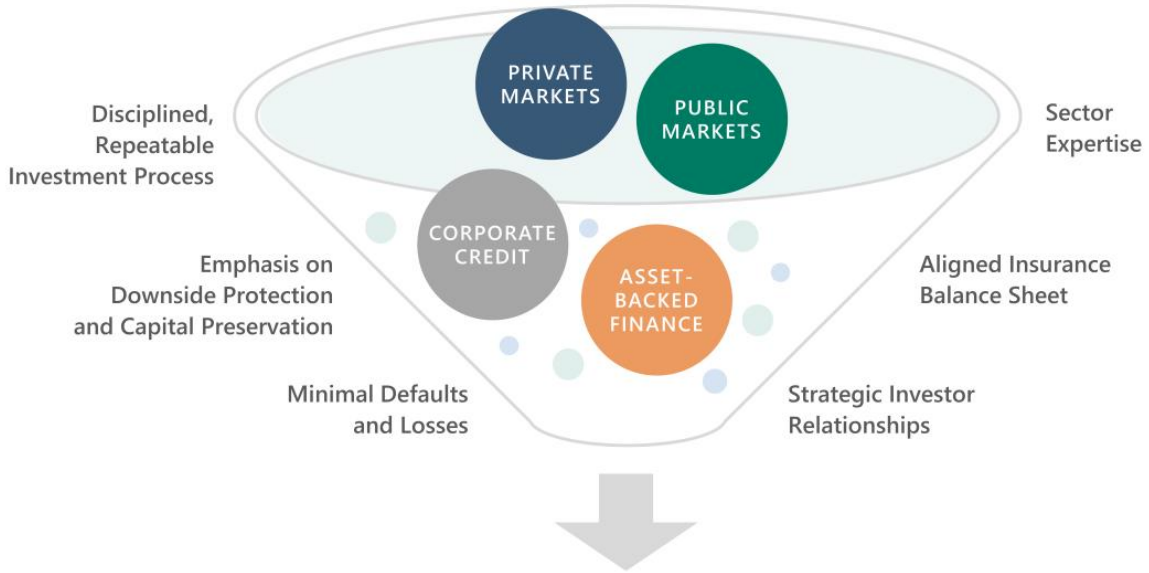 PRIVATE
MARKETS
PUBLIC
MARKETS
Disciplined,
Repeatable
Investment Process
Sector
Expertise
CORPORATE
CREDIT
ASSET-
BACKED
FINANCE
Emphasis on
Downside Protection
and Capital Preservation
Aligned Insurance
Balance Sheet
Minimal Defaults
and Losses
Strategic Investor
Relationships